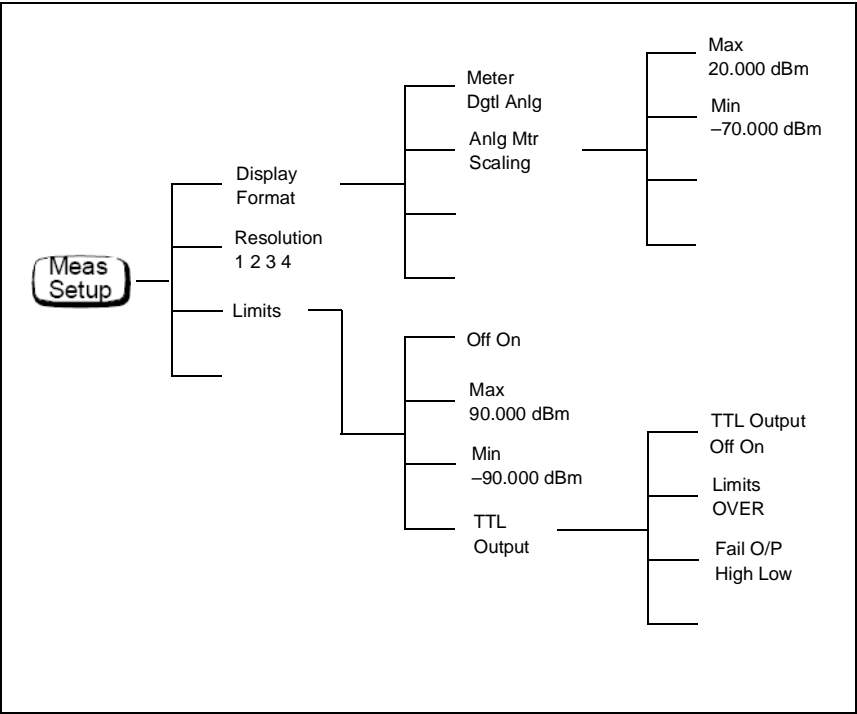 Meas
Setup
Display
Format
Resolution
1 2 3 4
Limits
Meter
Dgtl Anlg
Anlg Mtr
Scaling
Max
20.000 dBm
Min
–70.000 dBm
Off On
Max
90.000 dBm
Min
–90.000 dBm
TTL
Output
TTL Output
Off On
Limits
OVER
Fail O/P
High Low